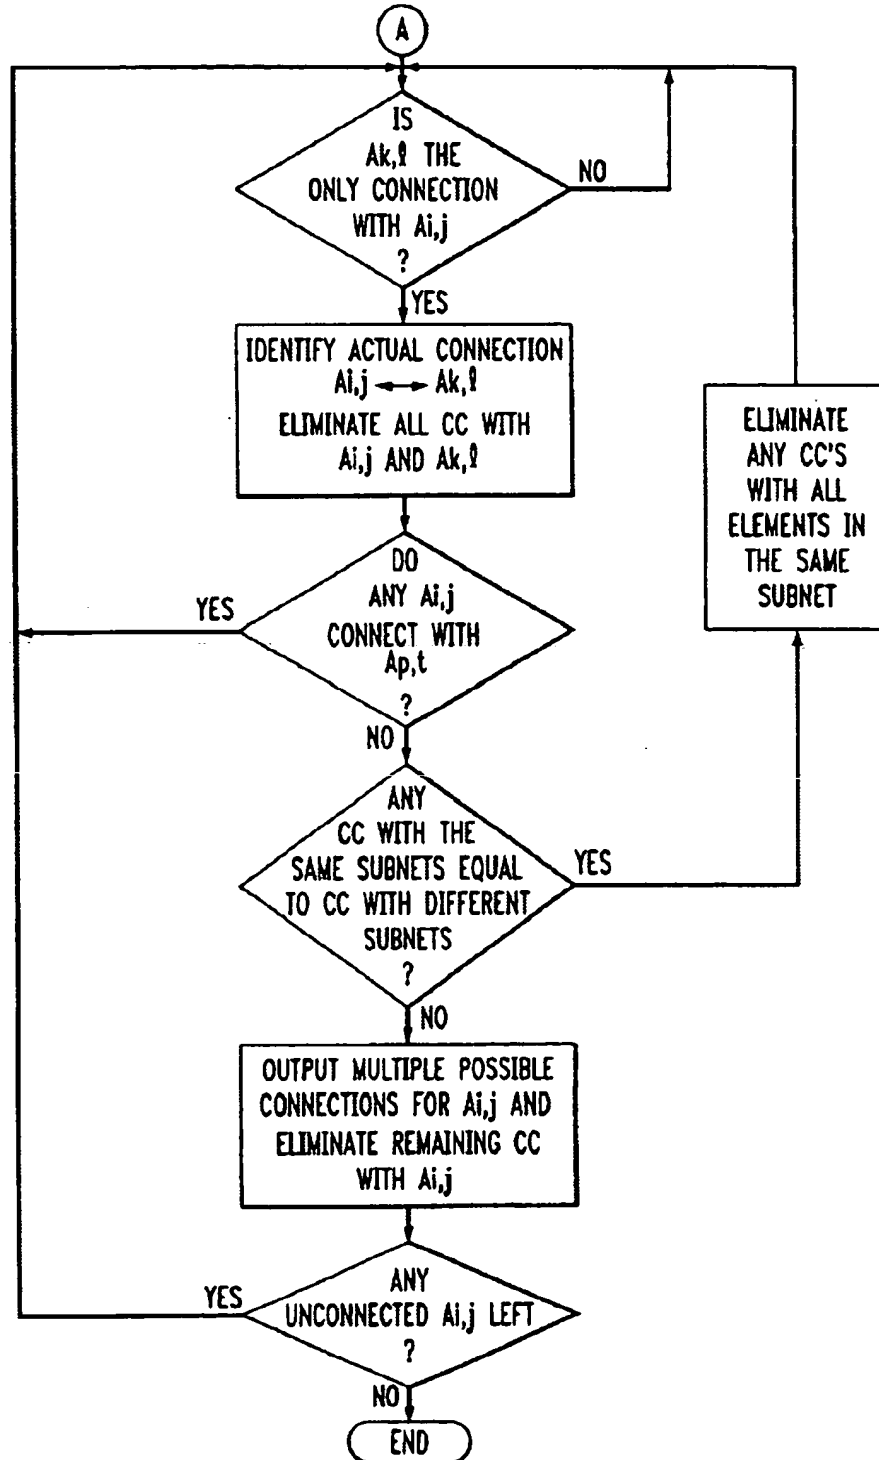 A
IS
Ak,ℓ THE
ONLY CONNECTION
WITH Ai,j
?
NO
YES
IDENTIFY ACTUAL CONNECTION
Ai,j ↔ Ak,ℓ
ELIMINATE ALL CC WITH
Ai,j AND Ak,ℓ
ELIMINATE
ANY CC'S
WITH ALL
ELEMENTS IN
THE SAME
SUBNET
DO
ANY Ai,j
CONNECT WITH
Ap,t
?
YES
NO
ANY
CC WITH THE
SAME SUBNETS EQUAL
TO CC WITH DIFFERENT
SUBNETS
?
YES
NO
OUTPUT MULTIPLE POSSIBLE
CONNECTIONS FOR Ai,j AND
ELIMINATE REMAINING CC
WITH Ai,j
ANY
UNCONNECTED Ai,j LEFT
?
YES
NO
END